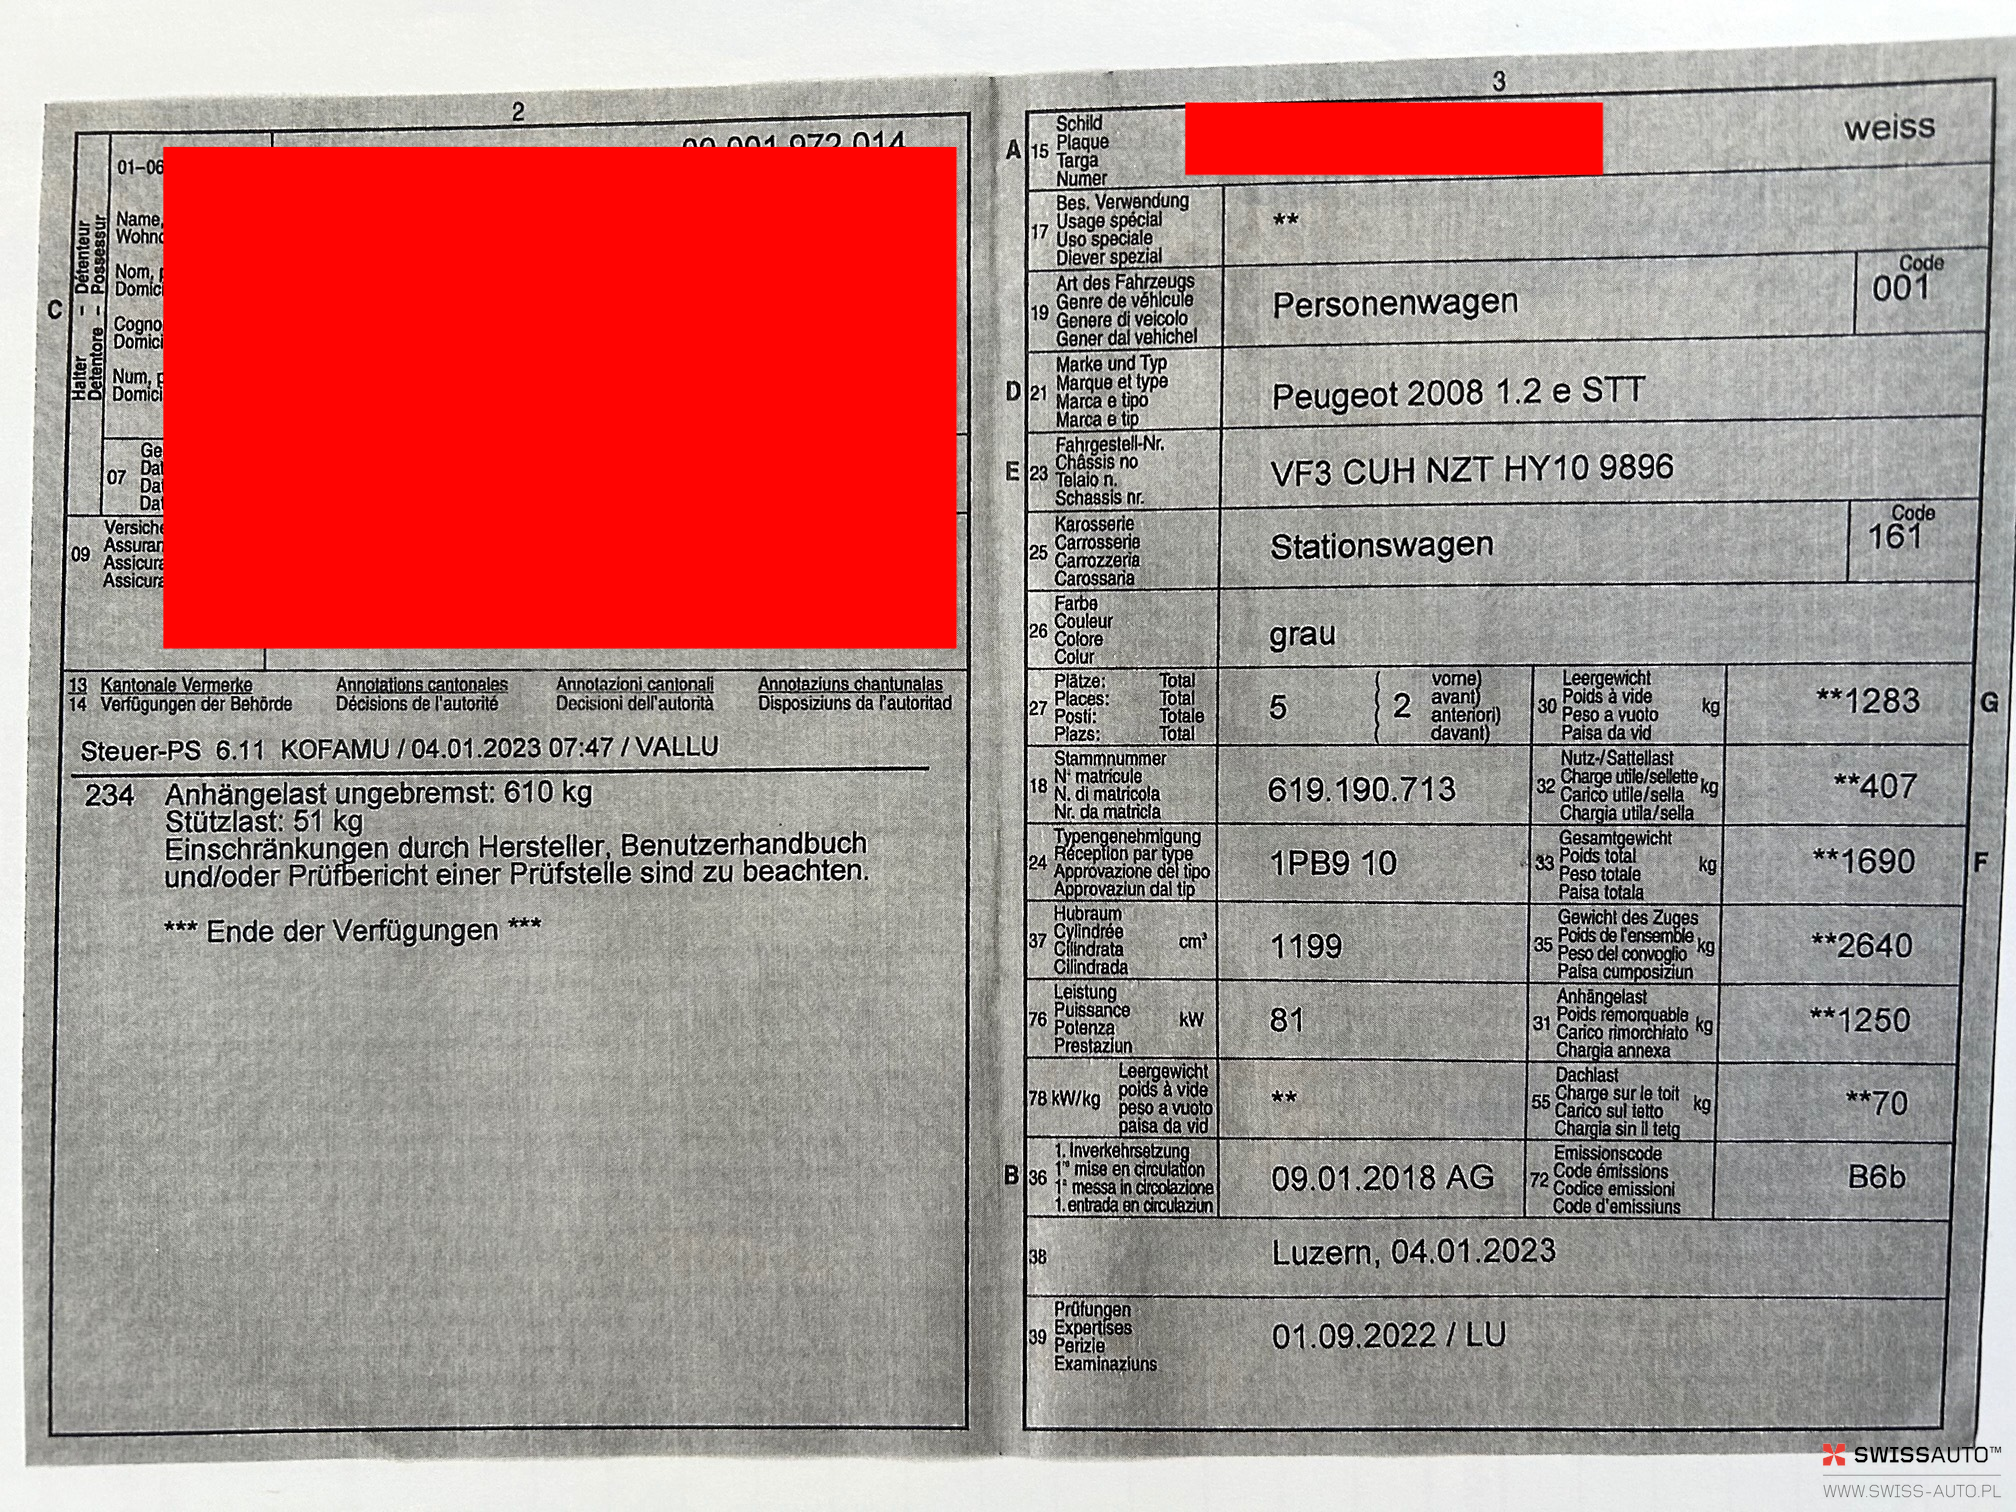 2
01–06
Name,
Wohno
Nom, p
Domici
Cogno
Domici
Num, p
Domici
C
Halter – Détenteur
Detentore – Possessur
07
Ge
Dat
Dat
Dat
09
Versiche
Assuran
Assicura
Assicura
13 Kantonale Vermerke Annotations cantonales Annotazioni cantonali Annotaziuns chantunalas
14 Verfügungen der Behörde Décisions de l'autorité Decisioni dell'autorità Disposiziuns da l'autoritad
Steuer-PS 6.11 KOFAMU / 04.01.2023 07:47 / VALLU
234 Anhängelast ungebremst: 610 kg
Stützlast: 51 kg
Einschränkungen durch Hersteller, Benutzerhandbuch
und/oder Prüfbericht einer Prüfstelle sind zu beachten.
*** Ende der Verfügungen ***
3
A 15
Schild
Plaque
Targa
Numer
weiss
17
Bes. Verwendung
Usage spécial
Uso speciale
Diever spezial
**
19
Art des Fahrzeugs
Genre de véhicule
Genere di veicolo
Gener dal vehichel
Personenwagen
Code
001
D 21
Marke und Typ
Marque et type
Marca e tipo
Marca e tip
Peugeot 2008 1.2 e STT
E 23
Fahrgestell-Nr.
Châssis no
Telaio n.
Schassis nr.
VF3 CUH NZT HY10 9896
25
Karosserie
Carrosserie
Carrozzeria
Carossaria
Stationswagen
Code
161
26
Farbe
Couleur
Colore
Colur
grau
27
Plätze: Total
Places: Total
Posti: Totale
Plazs: Total
5
( vorne)
{ 2 avant)
{ anteriori)
( davant)
30
Leergewicht
Poids à vide
Peso a vuoto
Paisa da vid
kg
**1283
G
18
Stammnummer
N° matricule
N. di matricola
Nr. da matricla
619.190.713
32
Nutz-/Sattellast
Charge utile/sellette
Carico utile/sella
Chargia utila/sella
kg
**407
24
Typengenehmigung
Réception par type
Approvazione del tipo
Approvaziun dal tip
1PB9 10
33
Gesamtgewicht
Poids total
Peso totale
Paisa totala
kg
**1690
F
37
Hubraum
Cylindrée
Cilindrata
Cilindrada
cm³
1199
35
Gewicht des Zuges
Poids de l'ensemble
Peso del convoglio
Paisa cumposiziun
kg
**2640
76
Leistung
Puissance
Potenza
Prestaziun
kW
81
31
Anhängelast
Poids remorquable
Carico rimorchiato
Chargia annexa
kg
**1250
78 kW/kg
Leergewicht
poids à vide
peso a vuoto
paisa da vid
**
55
Dachlast
Charge sur le toit
Carico sul tetto
Chargia sin il tetg
kg
**70
B 36
1. Inverkehrsetzung
1re mise en circulation
1a messa in circolazione
1. entrada en circulaziun
09.01.2018 AG
72
Emissionscode
Code émissions
Codice emissioni
Code d'emissiuns
B6b
38
Luzern, 04.01.2023
39
Prüfungen
Expertises
Perizie
Examinaziuns
01.09.2022 / LU
SWISSAUTO™
WWW.SWISS-AUTO.PL